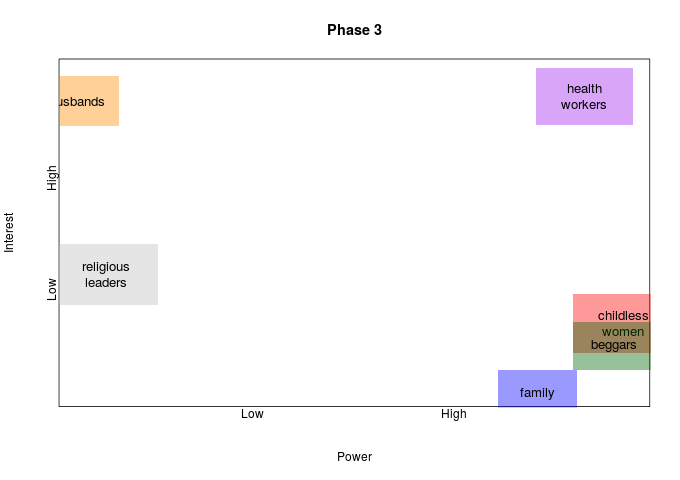 Phase 3
usbands
health
workers
High
Interest
religious
leaders
Low
childless
women
beggars
family
Low
High
Power